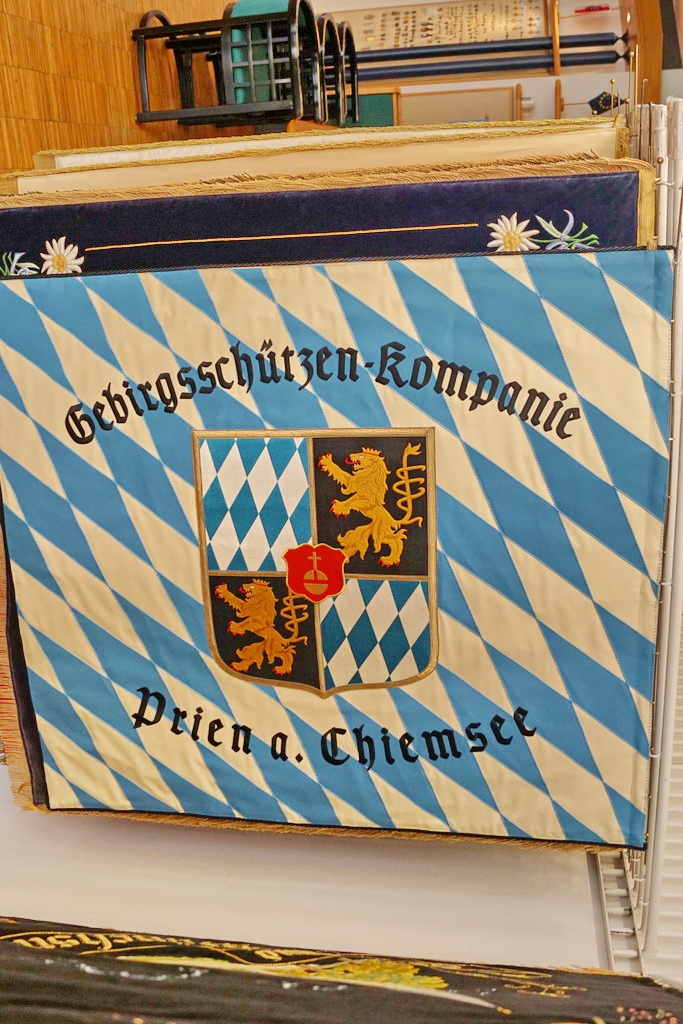 Gebirgsschützen-Kompanie
Prien a. Chiemsee